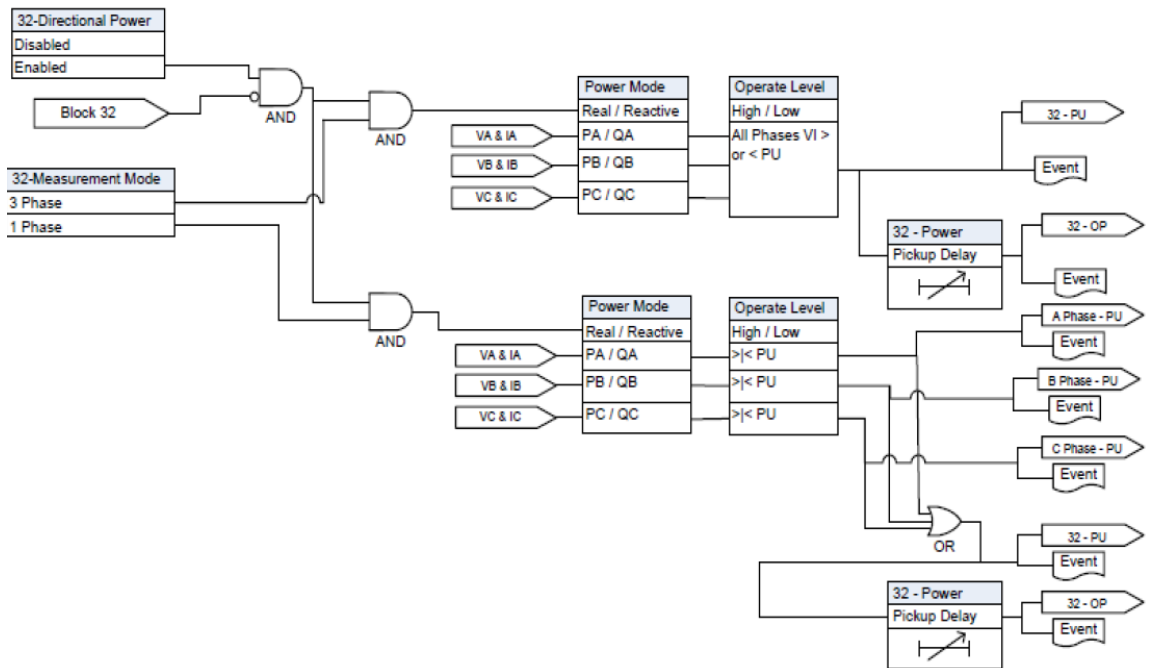 32-Directional Power
Disabled
Enabled
Block 32
AND
AND
32-Measurement Mode
3 Phase
1 Phase
Power Mode
Real / Reactive
VA & IA
PA / QA
VB & IB
PB / QB
VC & IC
PC / QC
Operate Level
High / Low
All Phases VI >
or < PU
32 - PU
Event
32 - Power
Pickup Delay
32 - OP
Event
AND
Power Mode
Real / Reactive
VA & IA
PA / QA
VB & IB
PB / QB
VC & IC
PC / QC
Operate Level
High / Low
>|< PU
>|< PU
>|< PU
A Phase - PU
Event
B Phase - PU
Event
C Phase - PU
Event
OR
32 - PU
Event
32 - Power
Pickup Delay
32 - OP
Event